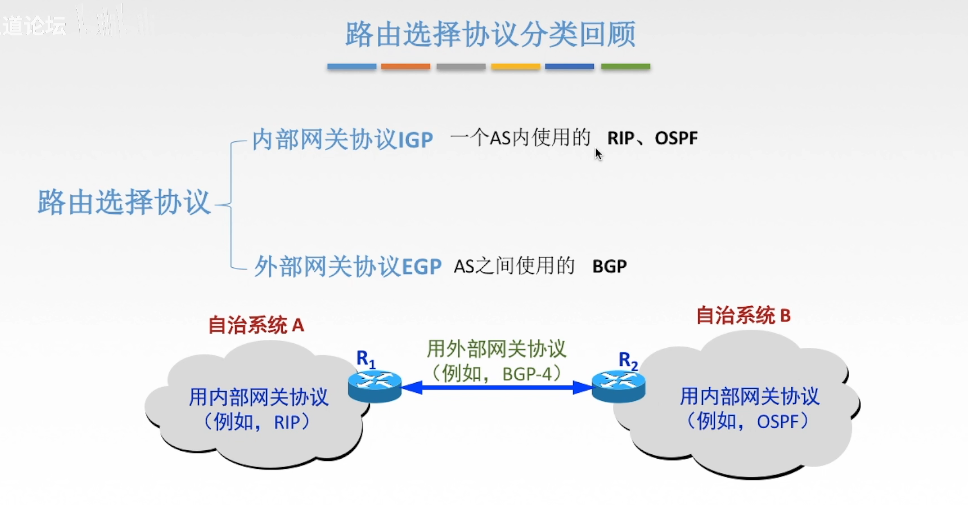 道论坛
路由选择协议分类回顾
内部网关协议IGP 一个AS内使用的 RIP、OSPF
路由选择协议
外部网关协议EGP AS之间使用的 BGP
自治系统 A
自治系统 B
R1
用外部网关协议
（例如，BGP-4）
R2
用内部网关协议
（例如，RIP）
用内部网关协议
（例如，OSPF）